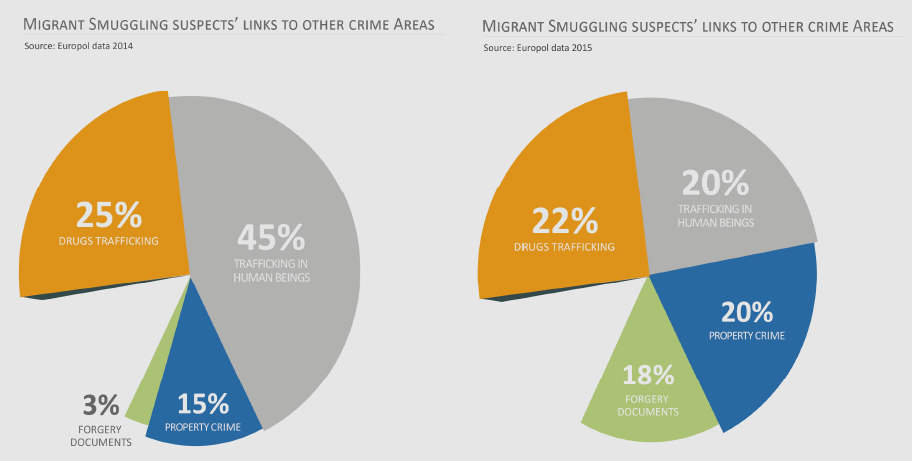 Migrant Smuggling suspects' links to other crime Areas
Source: Europol data 2014
25%
DRUGS TRAFFICKING
45%
TRAFFICKING IN
HUMAN BEINGS
3%
FORGERY
DOCUMENTS
15%
PROPERTY CRIME
Migrant Smuggling suspects' links to other crime Areas
Source: Europol data 2015
22%
DRUGS TRAFFICKING
20%
TRAFFICKING IN
HUMAN BEINGS
20%
PROPERTY CRIME
18%
FORGERY
DOCUMENTS